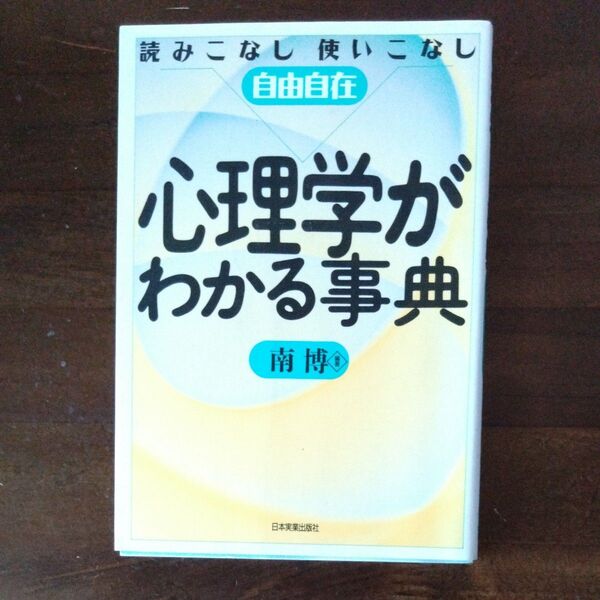 読みこなし 使いこなし
自由自在
心理学が
わかる事典
南 博
日本実業出版社